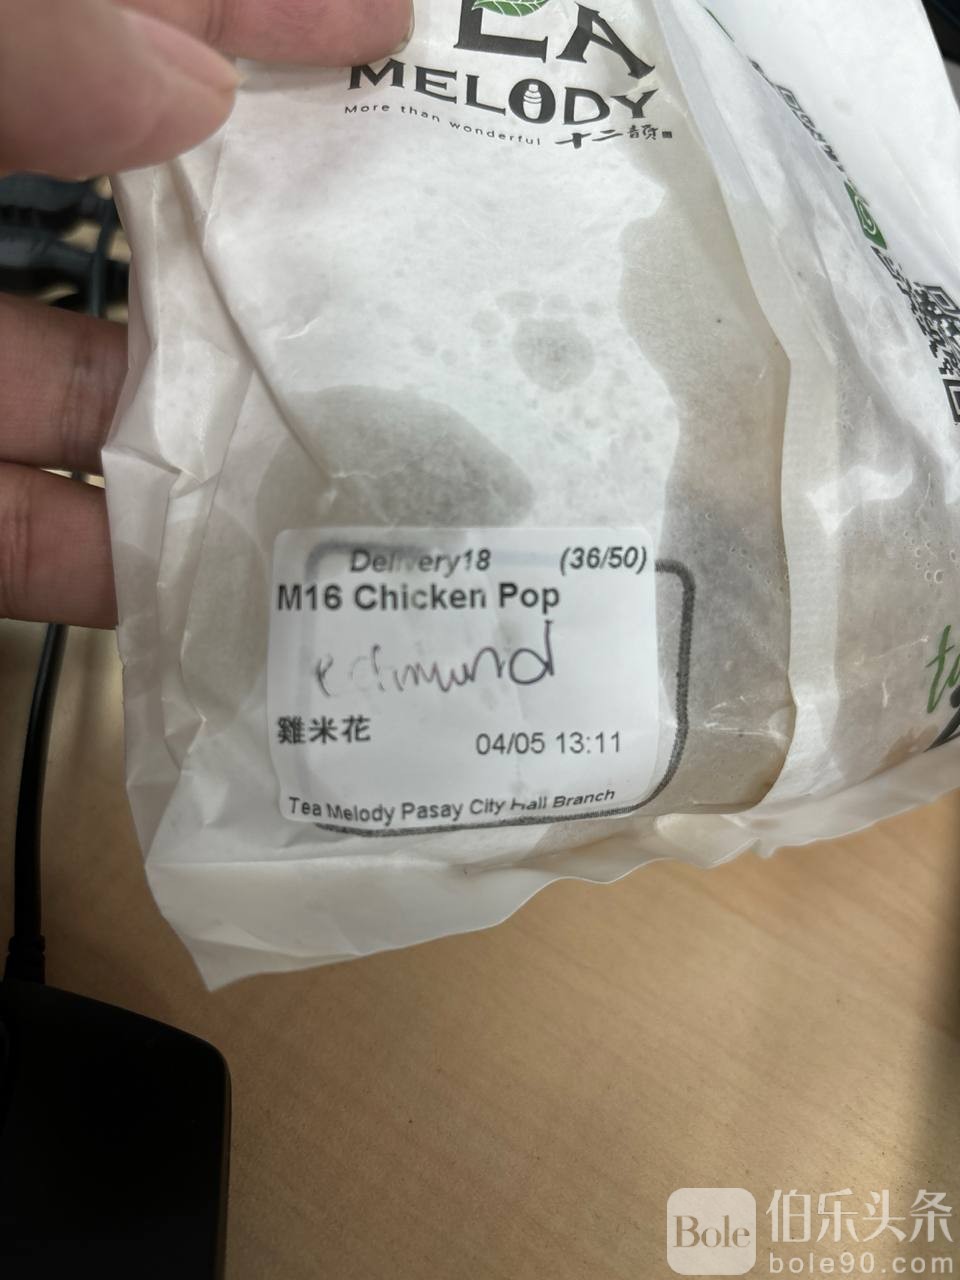 EA
MELODY
More than wonderful 十二韻
Delivery18 (36/50)
M16 Chicken Pop
edmund
雞米花
04/05 13:11
Tea Melody Pasay City Hall Branch
Bole 伯乐头条
bole90.com